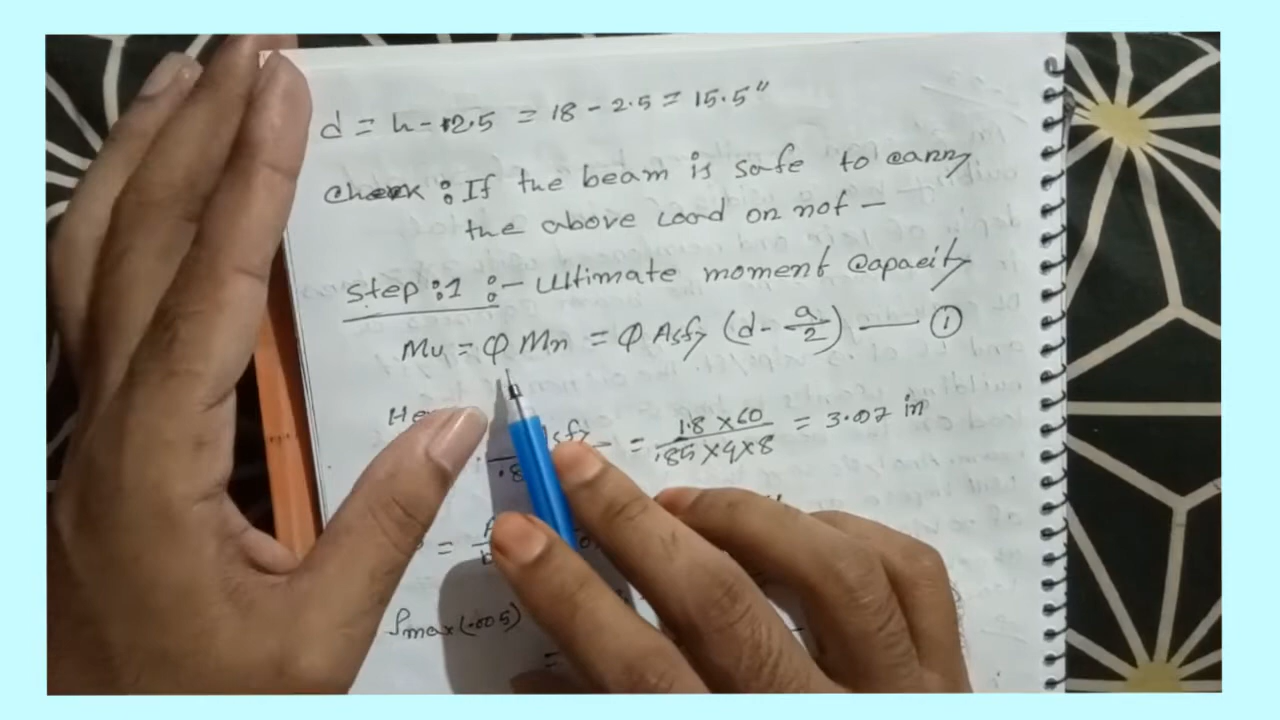 d = h - 2.5 = 18 - 2.5 = 15.5"
check : If the beam is safe to carry
the above load or not -
Step :1 :- Ultimate moment capacity
Mu = φ Mn = φ Asfy (d - a/2) —— ①
= 1.8 × 60 / .85 × 4 × 8 = 3.07 in
=
ρmax(.005)
=